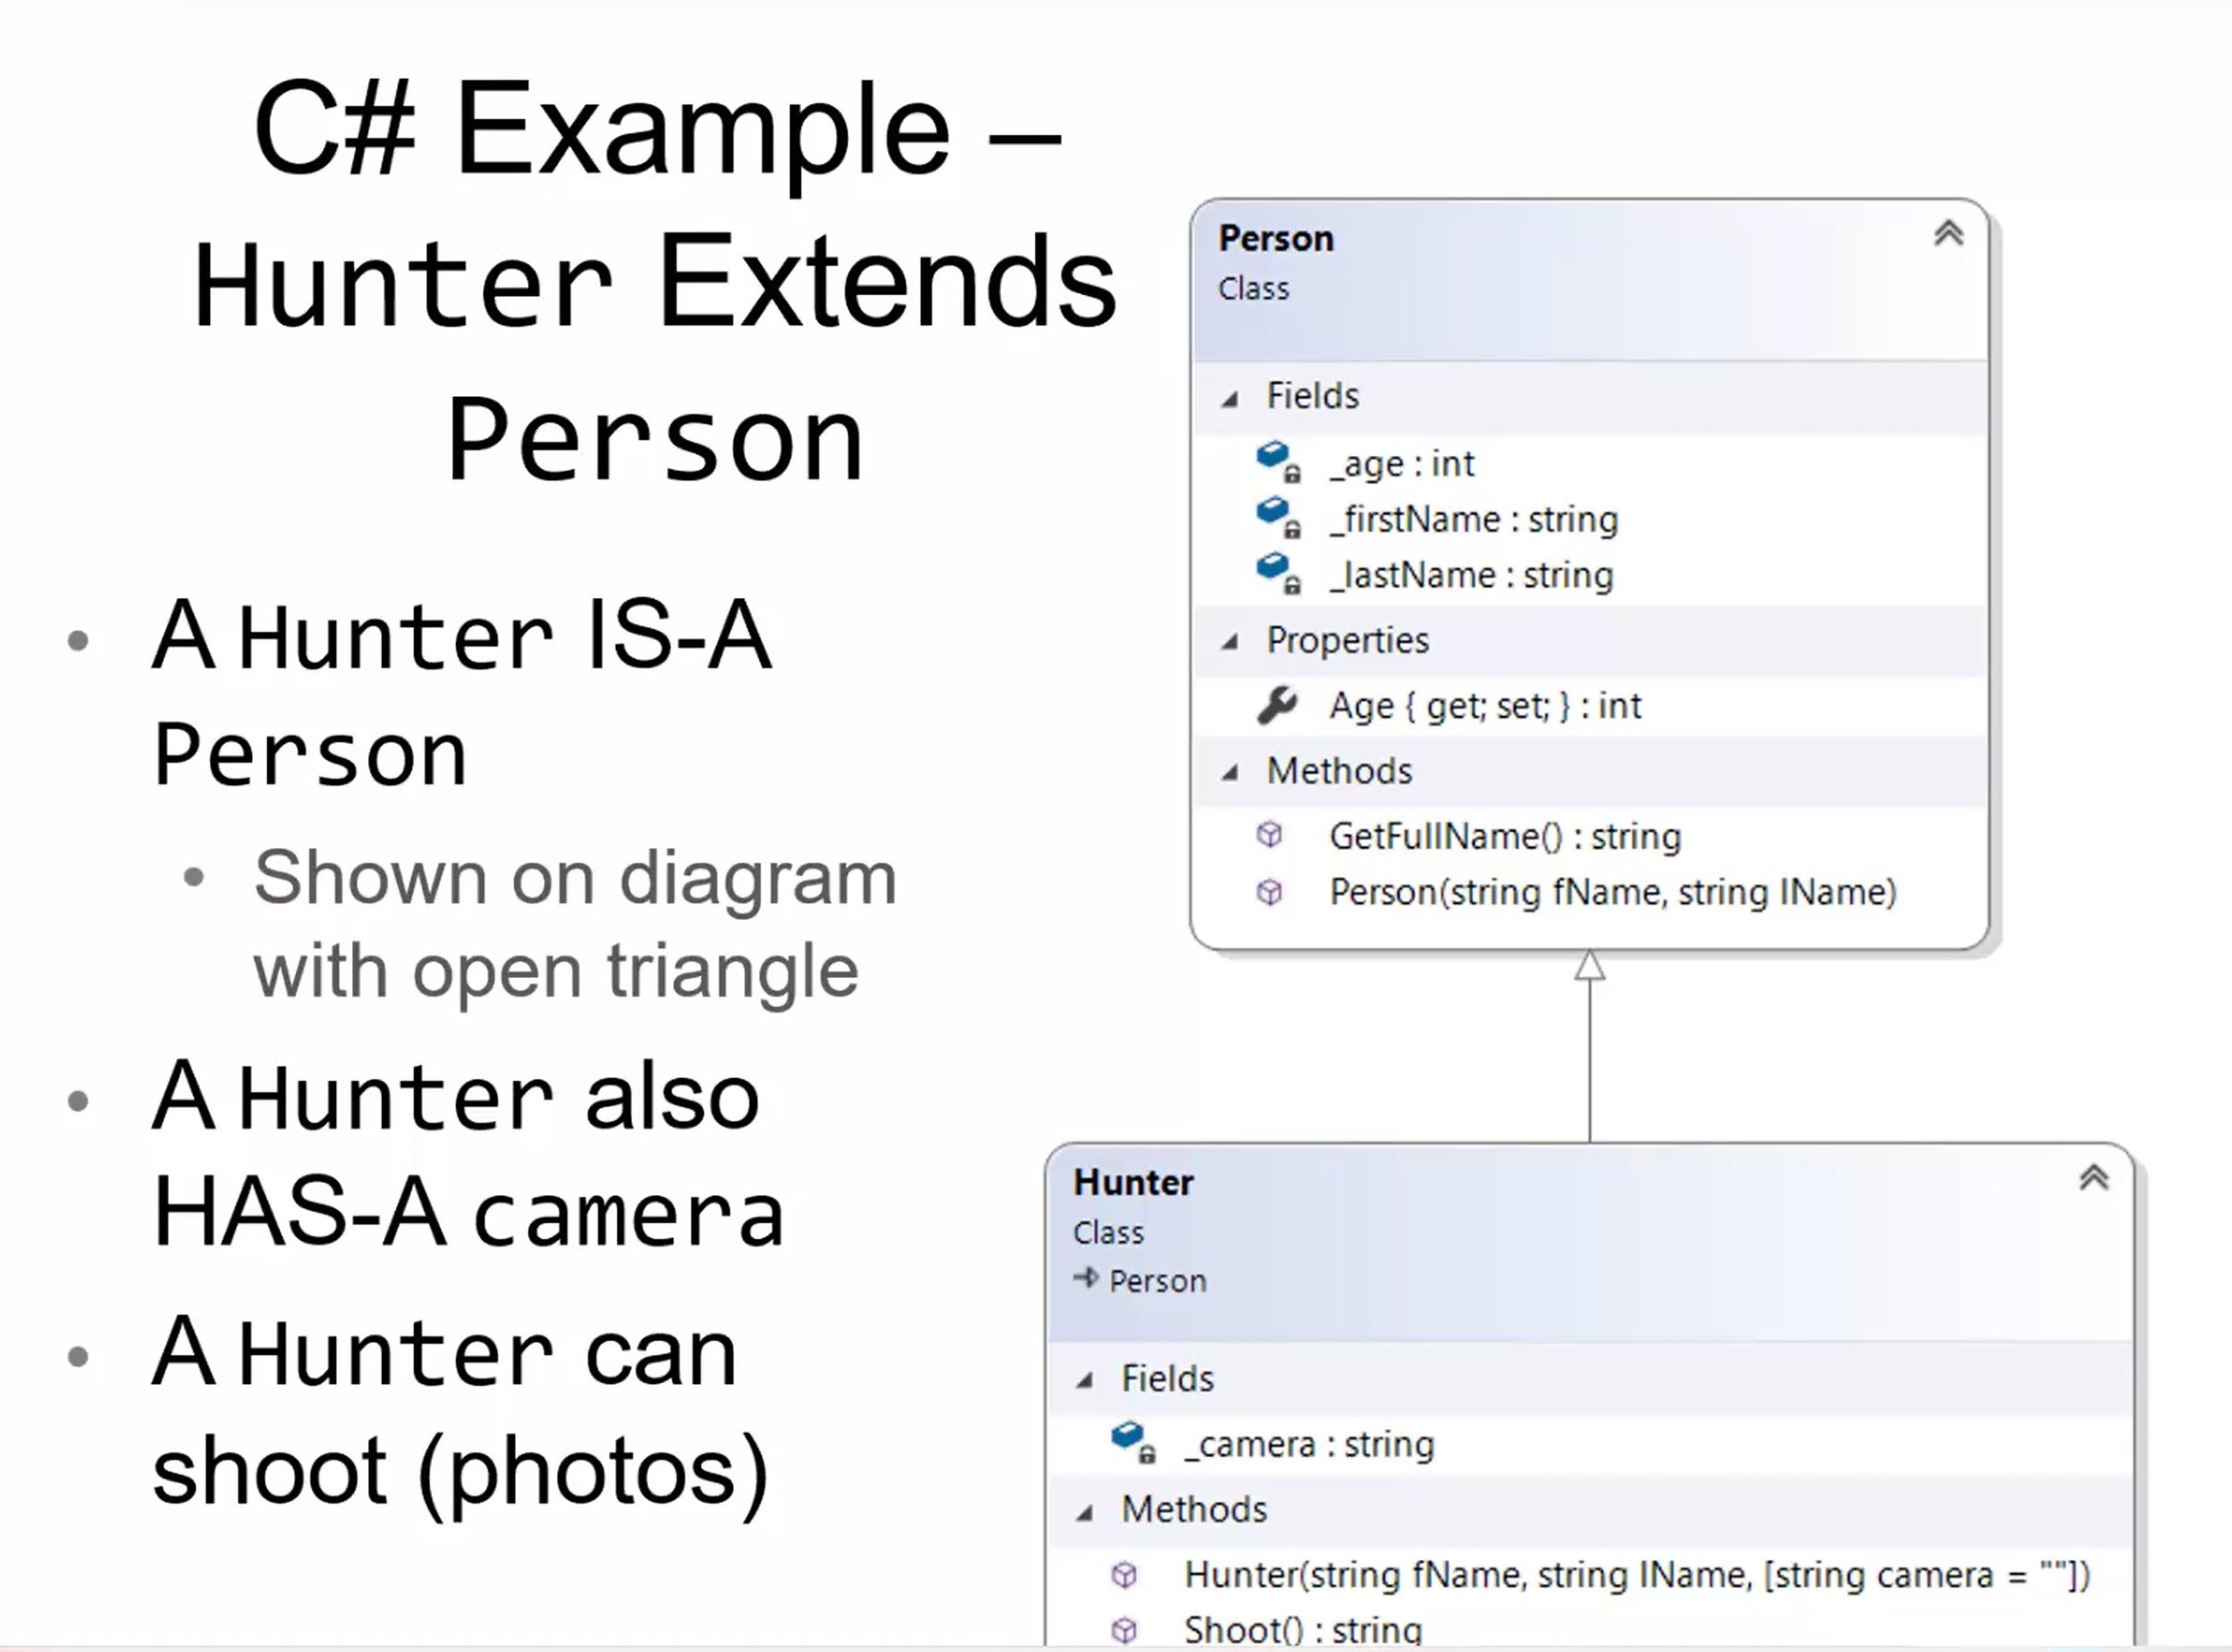 C# Example –
Hunter Extends
Person
• A Hunter IS-A
Person
• Shown on diagram
with open triangle
• A Hunter also
HAS-A camera
• A Hunter can
shoot (photos)
Person
Class
Fields
_age : int
_firstName : string
_lastName : string
Properties
Age { get; set; } : int
Methods
GetFullName() : string
Person(string fName, string lName)
Hunter
Class
Person
Fields
_camera : string
Methods
Hunter(string fName, string lName, [string camera = ""])
Shoot() : string